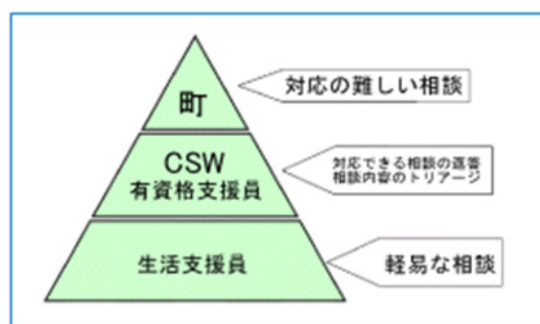 町
対応の難しい相談
CSW
有資格支援員
対応できる相談の返答
相談内容のトリアージ
生活支援員
軽易な相談